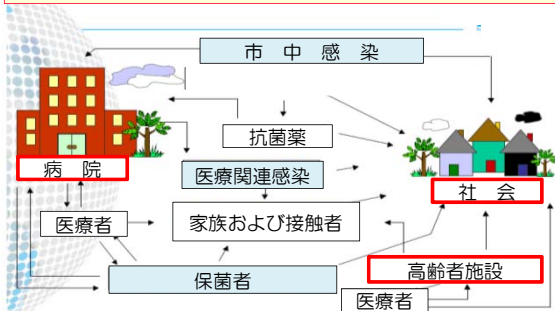 市 中 感 染
抗菌薬
病 院
医療関連感染
社 会
医療者
家族および接触者
高齢者施設
保菌者
医療者